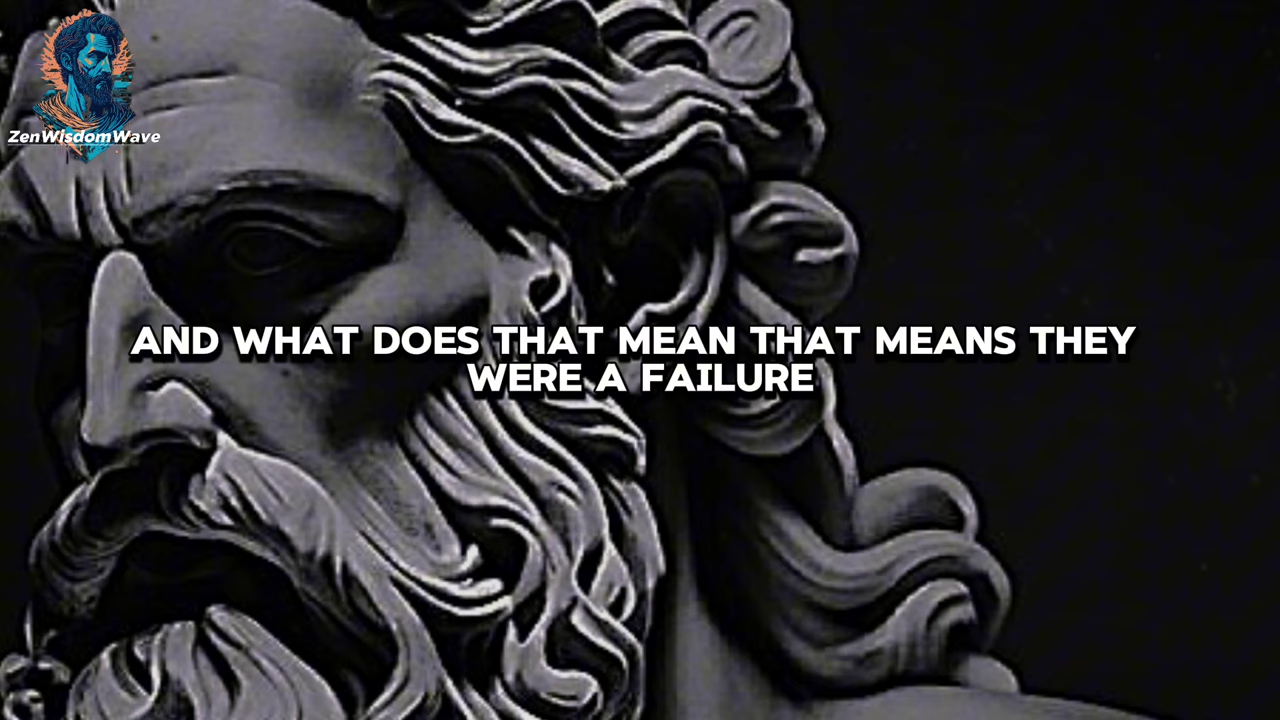 ZenWisdomWave
AND WHAT DOES THAT MEAN THAT MEANS THEY
WERE A FAILURE